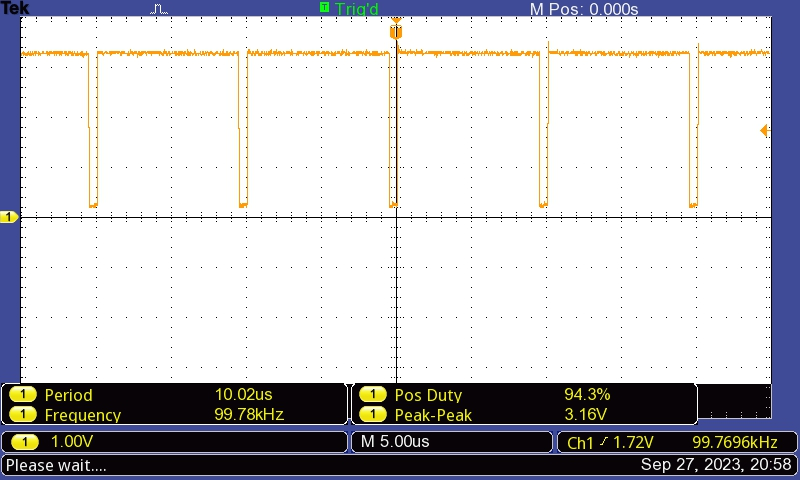 Tek T Trig'd M Pos: 0.000s
1
1 Period 10.02us 1 Pos Duty 94.3%
1 Frequency 99.78kHz 1 Peak-Peak 3.16V
1 1.00V M 5.00us Ch1 1.72V 99.7696kHz
Please wait.... Sep 27, 2023, 20:58